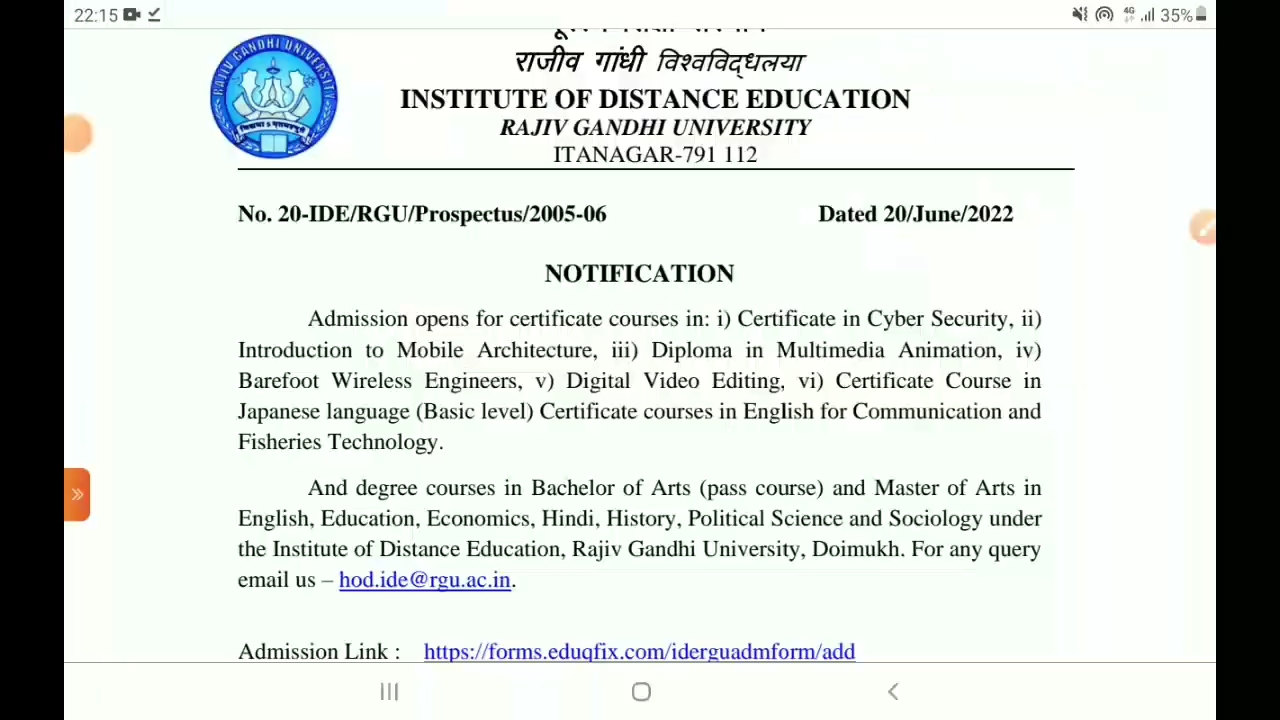 22:15
4G
35%
राजीव गांधी विश्वविद्धलया
INSTITUTE OF DISTANCE EDUCATION
RAJIV GANDHI UNIVERSITY
ITANAGAR-791 112
RAJIV GANDHI UNIVERSITY
No. 20-IDE/RGU/Prospectus/2005-06 Dated 20/June/2022
NOTIFICATION
Admission opens for certificate courses in: i) Certificate in Cyber Security, ii)
Introduction to Mobile Architecture, iii) Diploma in Multimedia Animation, iv)
Barefoot Wireless Engineers, v) Digital Video Editing, vi) Certificate Course in
Japanese language (Basic level) Certificate courses in English for Communication and
Fisheries Technology.
And degree courses in Bachelor of Arts (pass course) and Master of Arts in
English, Education, Economics, Hindi, History, Political Science and Sociology under
the Institute of Distance Education, Rajiv Gandhi University, Doimukh. For any query
email us – hod.ide@rgu.ac.in.
Admission Link : https://forms.eduqfix.com/iderguadmform/add